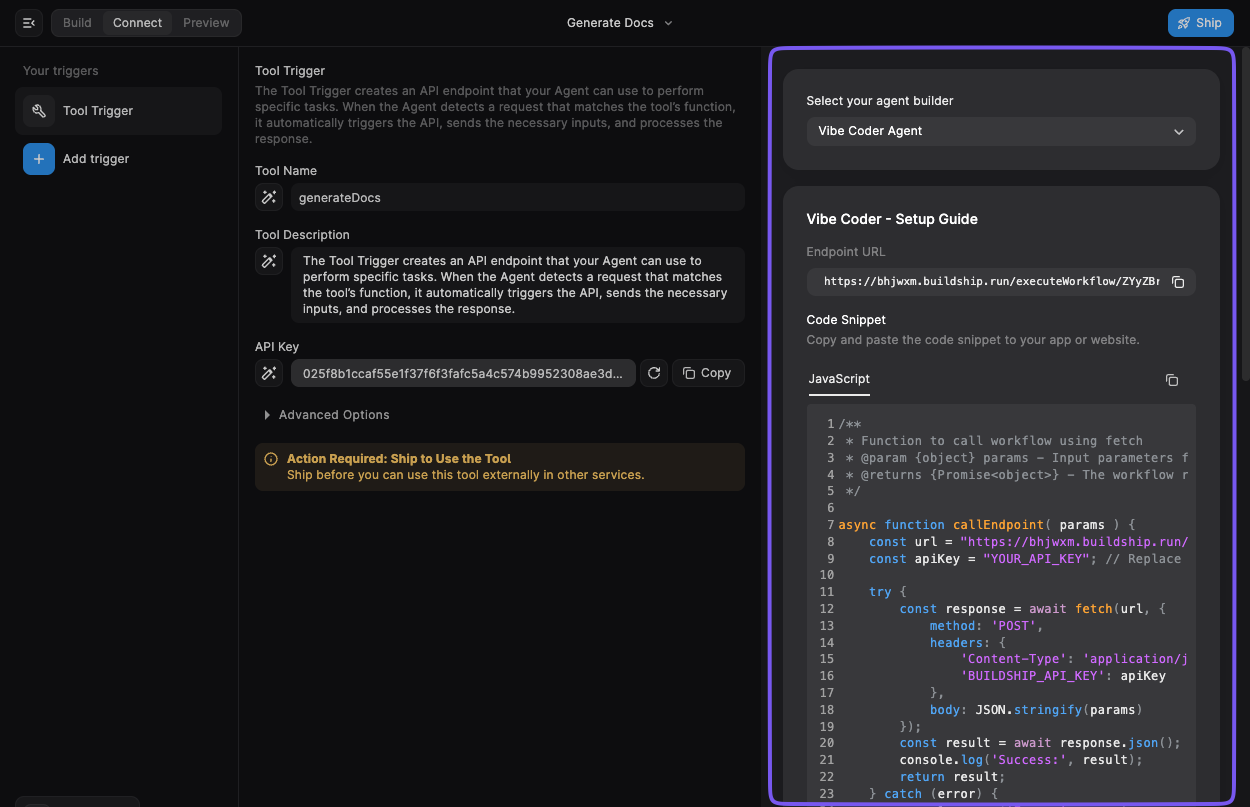 Build
Connect
Preview
Generate Docs
Ship
Your triggers
Tool Trigger
Add trigger
Tool Trigger
The Tool Trigger creates an API endpoint that your Agent can use to perform
specific tasks. When the Agent detects a request that matches the tool's function,
it automatically triggers the API, sends the necessary inputs, and processes the
response.
Tool Name
generateDocs
Tool Description
The Tool Trigger creates an API endpoint that your Agent can use to
perform specific tasks. When the Agent detects a request that matches
the tool's function, it automatically triggers the API, sends the necessary
inputs, and processes the response.
API Key
025f8b1ccaf55e1f37f6f3fafc5a4c574b9952308ae3d...
Copy
Advanced Options
Action Required: Ship to Use the Tool
Ship before you can use this tool externally in other services.
Select your agent builder
Vibe Coder Agent
Vibe Coder - Setup Guide
Endpoint URL
https://bhjwxm.buildship.run/executeWorkflow/ZYyZBr
Code Snippet
Copy and paste the code snippet to your app or website.
JavaScript
1 /**
2  * Function to call workflow using fetch
3  * @param {object} params - Input parameters f
4  * @returns {Promise<object>} - The workflow r
5  */
6
7 async function callEndpoint( params ) {
8     const url = "https://bhjwxm.buildship.run/
9     const apiKey = "YOUR_API_KEY"; // Replace
10
11     try {
12         const response = await fetch(url, {
13             method: 'POST',
14             headers: {
15                 'Content-Type': 'application/j
16                 'BUILDSHIP_API_KEY': apiKey
17             },
18             body: JSON.stringify(params)
19         });
20         const result = await response.json();
21         console.log('Success:', result);
22         return result;
23     } catch (error) {